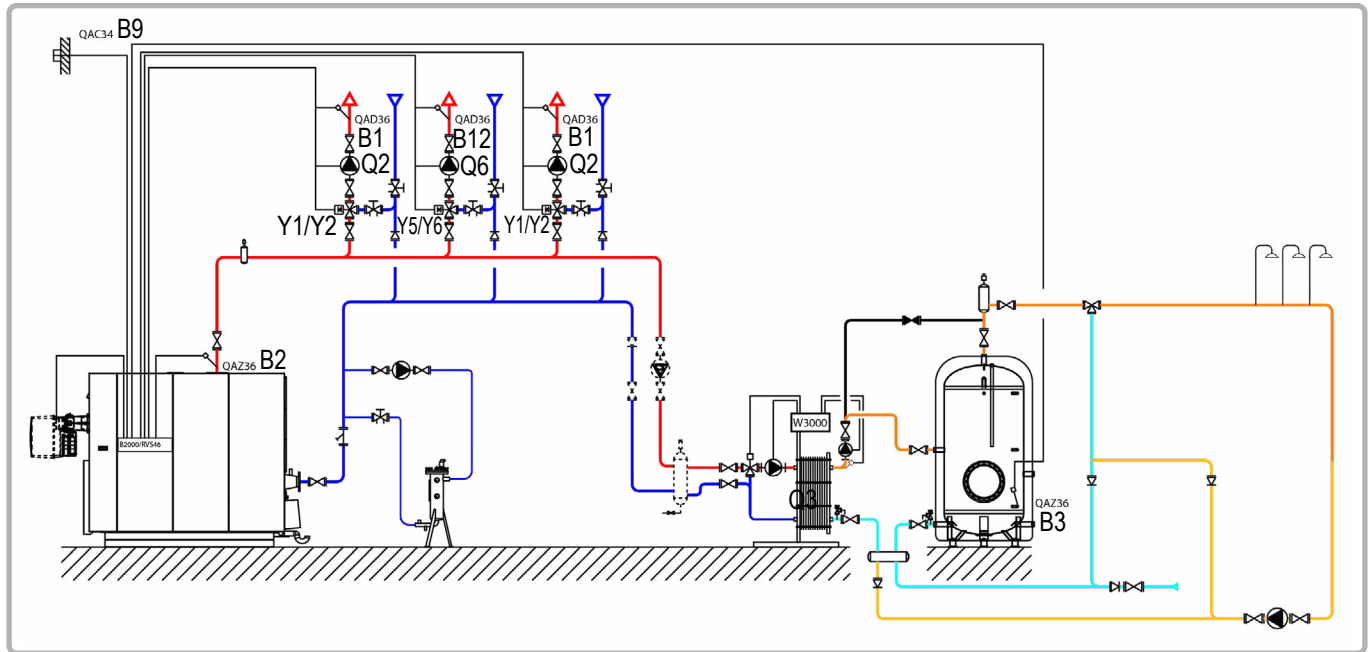 QAC34 B9
QAD36
B1
Q2
QAD36
B12
Q6
QAD36
B1
Q2
Y1/Y2
Y5/Y6
Y1/Y2
QAZ36 B2
B2000/RVS46
W3000
Q3
QAZ36
B3